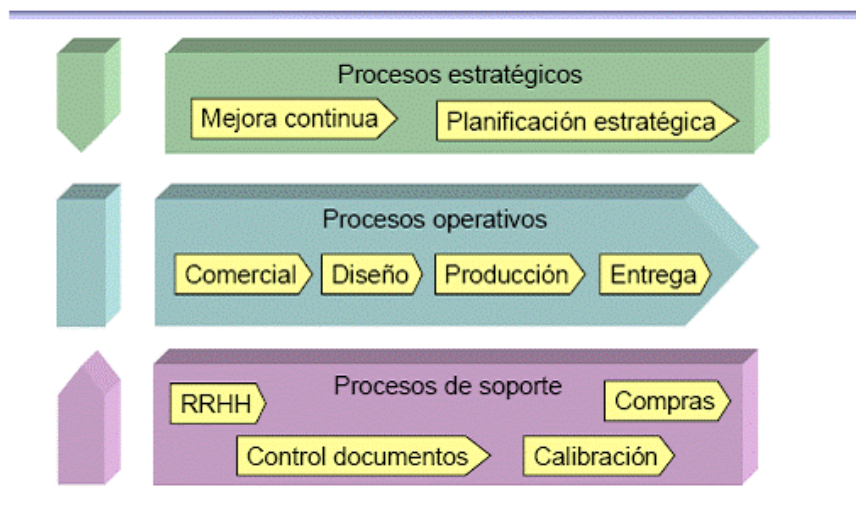 Procesos estratégicos
Mejora continua
Planificación estratégica
Procesos operativos
Comercial
Diseño
Producción
Entrega
Procesos de soporte
RRHH
Compras
Control documentos
Calibración